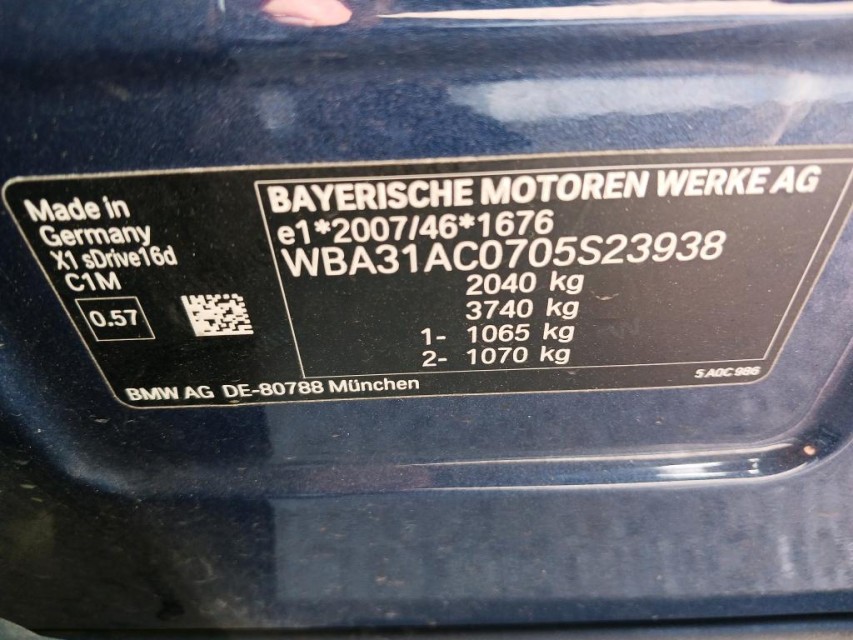 BAYERISCHE MOTOREN WERKE AG
e1*2007/46*1676
WBA31AC0705S23938
2040 kg
3740 kg
1- 1065 kg
2- 1070 kg
Made in
Germany
X1 sDrive16d
C1M
0.57
5 A0C 986
BMW AG DE-80788 München